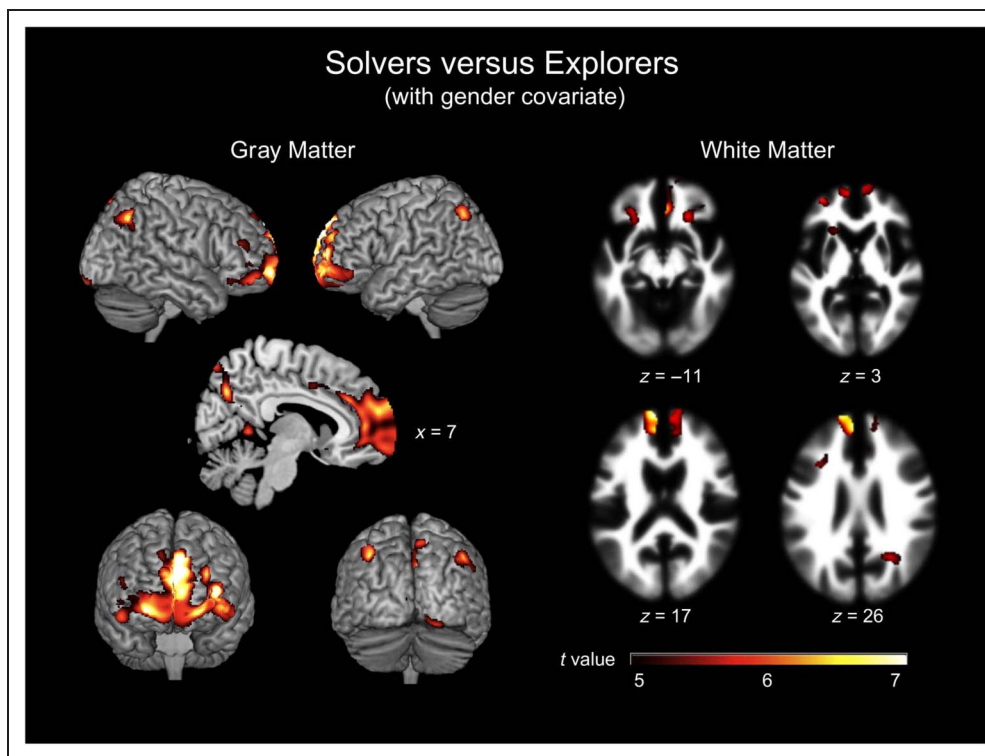 Solvers versus Explorers
(with gender covariate)
Gray Matter
White Matter
x = 7
z = –11
z = 3
z = 17
z = 26
t value
5
6
7